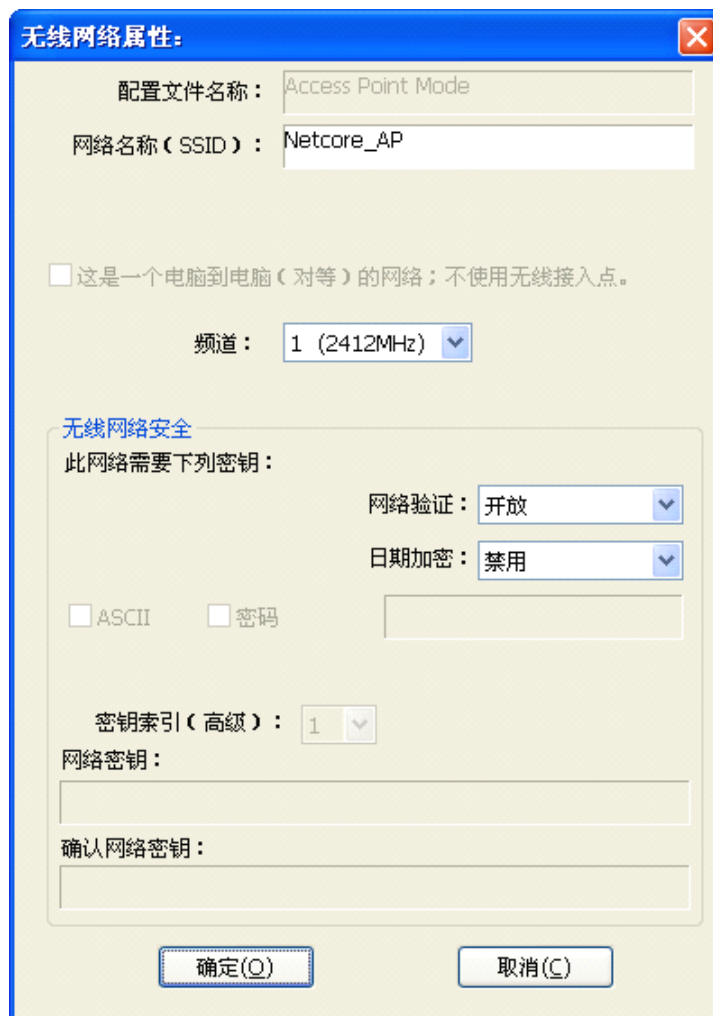 无线网络属性：
配置文件名称： Access Point Mode
网络名称(SSID)： Netcore_AP
这是一个电脑到电脑(对等)的网络；不使用无线接入点。
频道： 1 (2412MHz)
无线网络安全
此网络需要下列密钥：
网络验证： 开放
日期加密： 禁用
ASCII 密码
密钥索引(高级)： 1
网络密钥：
确认网络密钥：
确定(O) 取消(C)